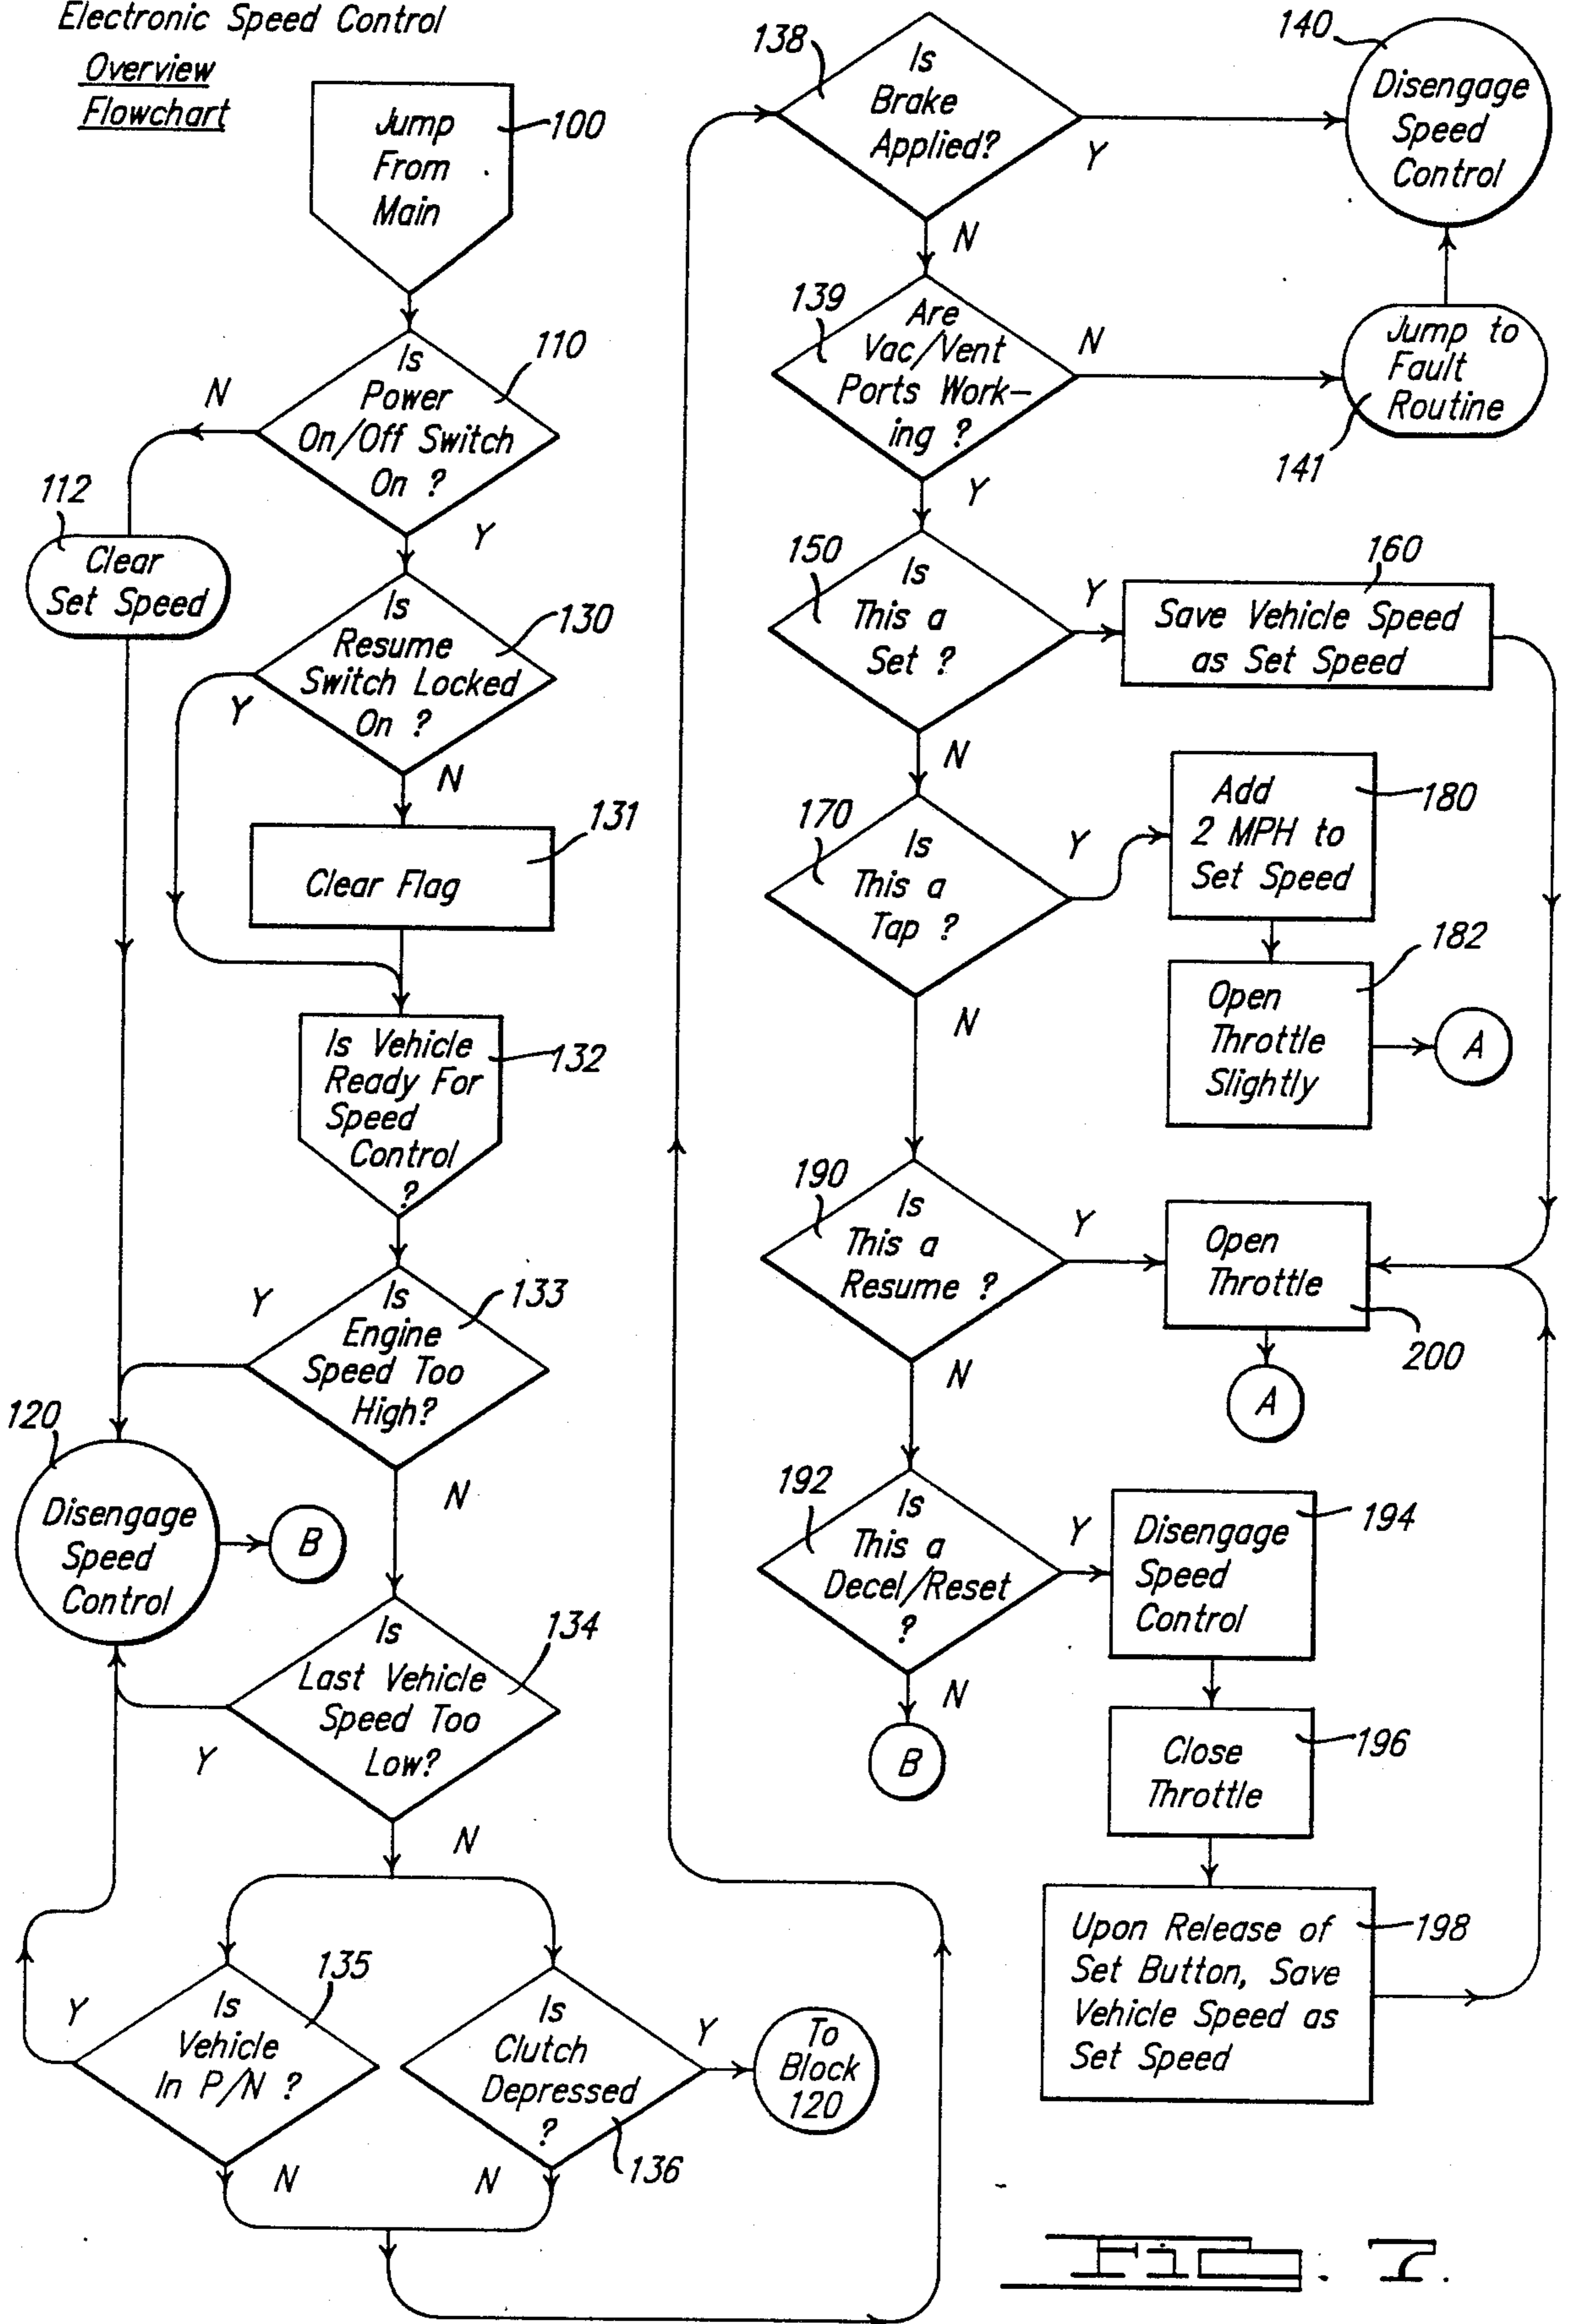 Electronic Speed Control
Overview
Flowchart
Jump
From
Main
100
Is
Power
On/Off Switch
On ?
110
N
Y
112
Clear
Set Speed
Is
Resume
Switch Locked
On ?
130
Y
N
131
Clear Flag
Is Vehicle
Ready For
Speed
Control
?
132
Is
Engine
Speed Too
High?
133
Y
N
120
Disengage
Speed
Control
B
Is
Last Vehicle
Speed Too
Low?
134
Y
N
Is
Vehicle
In P/N ?
135
Y
N
Is
Clutch
Depressed
?
136
Y
N
To
Block
120
138
Is
Brake
Applied?
Y
N
140
Disengage
Speed
Control
139
Are
Vac/Vent
Ports Work-
ing ?
N
Y
Jump to
Fault
Routine
141
150
Is
This a
Set ?
Y
N
160
Save Vehicle Speed
as Set Speed
170
Is
This a
Tap ?
Y
N
Add
2 MPH to
Set Speed
180
182
Open
Throttle
Slightly
A
190
Is
This a
Resume ?
Y
N
Open
Throttle
200
A
192
Is
This a
Decel/Reset
?
Y
N
B
Disengage
Speed
Control
194
Close
Throttle
196
Upon Release of
Set Button, Save
Vehicle Speed as
Set Speed
198
FIG. 7.